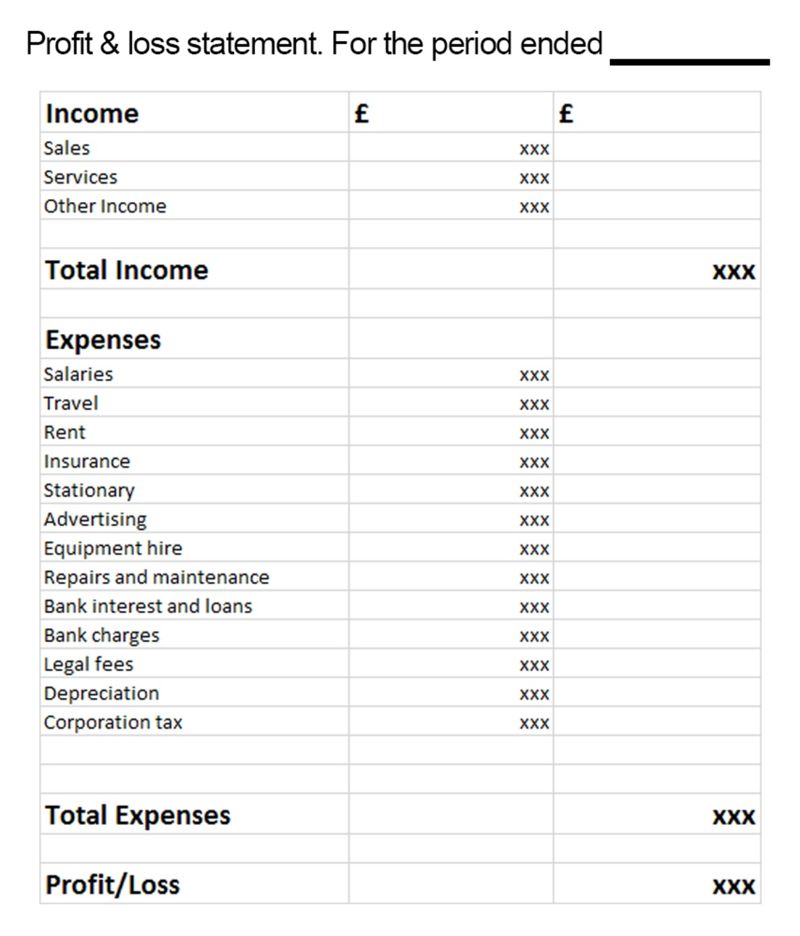 Profit & loss statement. For the period ended
Income £ £
Sales xxx
Services xxx
Other Income xxx
Total Income xxx
Expenses
Salaries xxx
Travel xxx
Rent xxx
Insurance xxx
Stationary xxx
Advertising xxx
Equipment hire xxx
Repairs and maintenance xxx
Bank interest and loans xxx
Bank charges xxx
Legal fees xxx
Depreciation xxx
Corporation tax xxx
Total Expenses xxx
Profit/Loss xxx